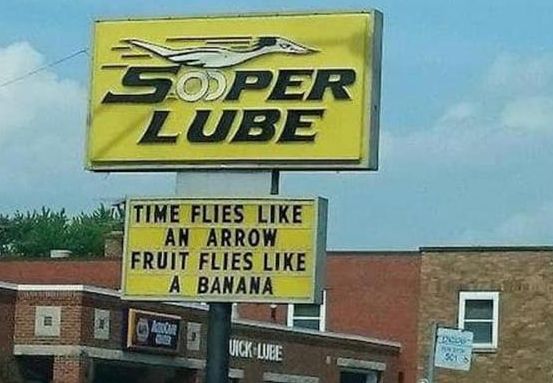 SOOPER
LUBE
TIME FLIES LIKE
AN ARROW
FRUIT FLIES LIKE
A BANANA
UICK LUBE